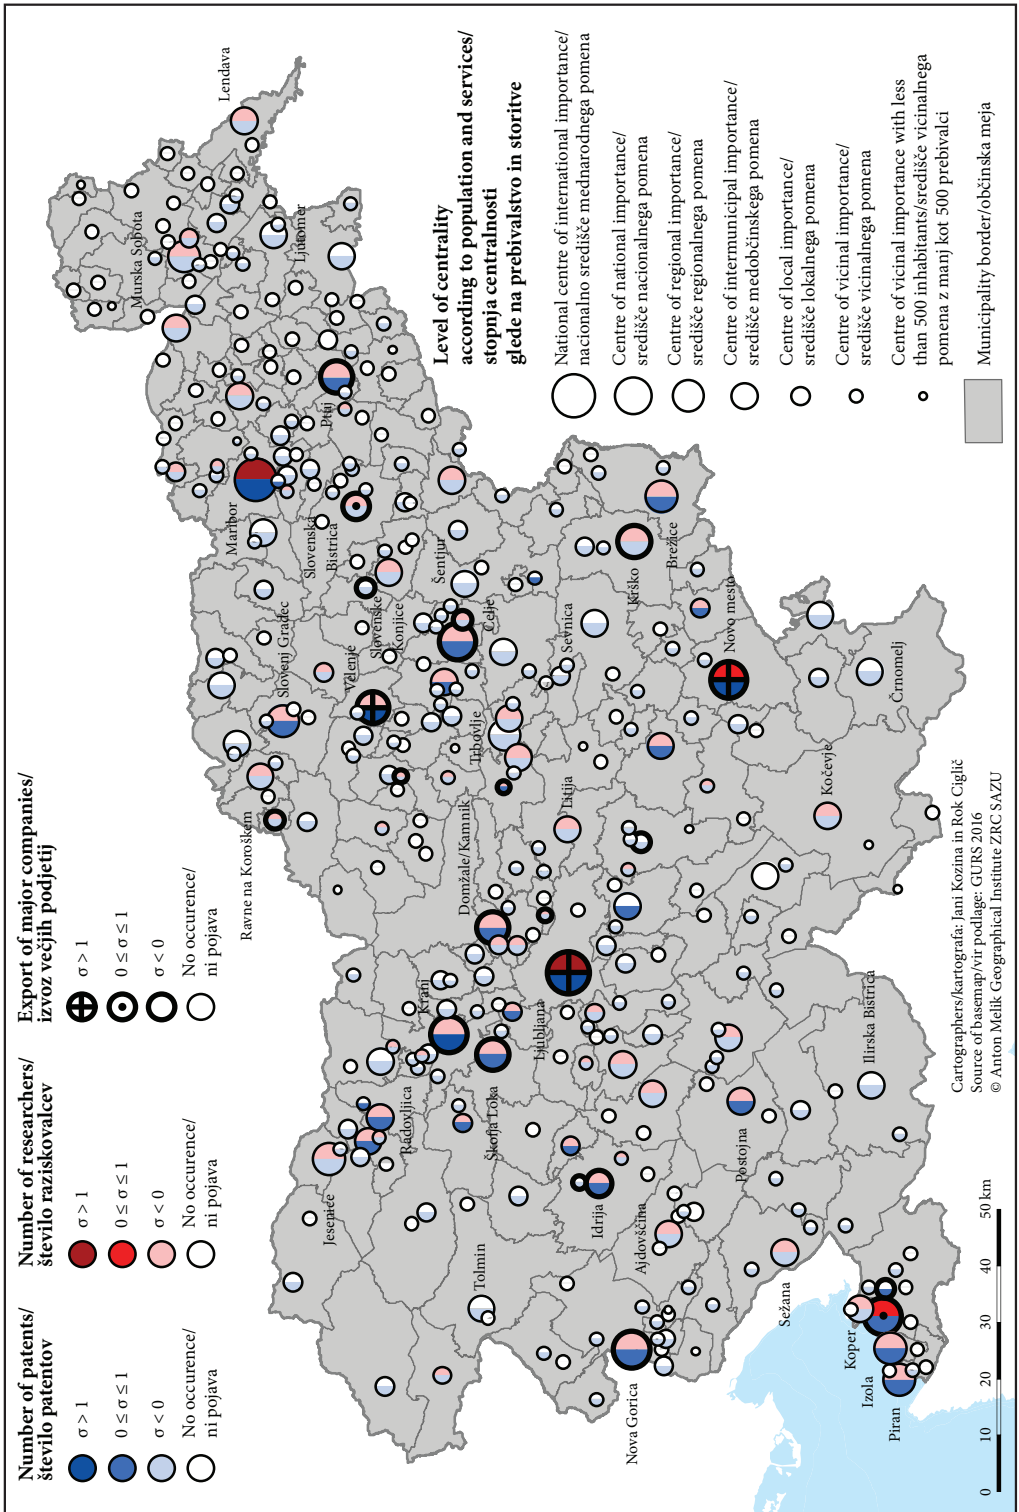 Number of patents/
število patentov
σ > 1
0 ≤ σ ≤ 1
σ < 0
No occurence/
ni pojava
Number of researchers/
število raziskovalcev
σ > 1
0 ≤ σ ≤ 1
σ < 0
No occurence/
ni pojava
Export of major companies/
izvoz večjih podjetij
σ > 1
0 ≤ σ ≤ 1
σ < 0
No occurence/
ni pojava
Level of centrality
according to population and services/
stopnja centralnosti
glede na prebivalstvo in storitve
National centre of international importance/
nacionalno središče mednarodnega pomena
Centre of national importance/
središče nacionalnega pomena
Centre of regional importance/
središče regionalnega pomena
Centre of intermunicipal importance/
središče medobčinskega pomena
Centre of local importance/
središče lokalnega pomena
Centre of vicinal importance/
središče vicinalnega pomena
Centre of vicinal importance with less
than 500 inhabitants/središče vicinalnega
pomena z manj kot 500 prebivalci
Municipality border/občinska meja
Lendava
Murska Sobota
Ljutomer
Ptuj
Maribor
Slovenska
Bistrica
Slovenj Gradec
Ravne na Koroškem
Velenje
Slovenske
Konjice
Šentjur
Celje
Trbovlje
Sevnica
Krško
Brežice
Novo mesto
Črnomelj
Kočevje
Litija
Domžale/Kamnik
Kranj
Ljubljana
Škofja Loka
Radovljica
Jesenice
Tolmin
Idrija
Ajdovščina
Nova Gorica
Postojna
Ilirska Bistrica
Sežana
Koper
Izola
Piran
0
10
20
30
40
50 km
Cartographers/kartografa: Jani Kozina in Rok Ciglič
Source of basemap/vir podlage: GURS 2016
© Anton Melik Geographical Institute ZRC SAZU